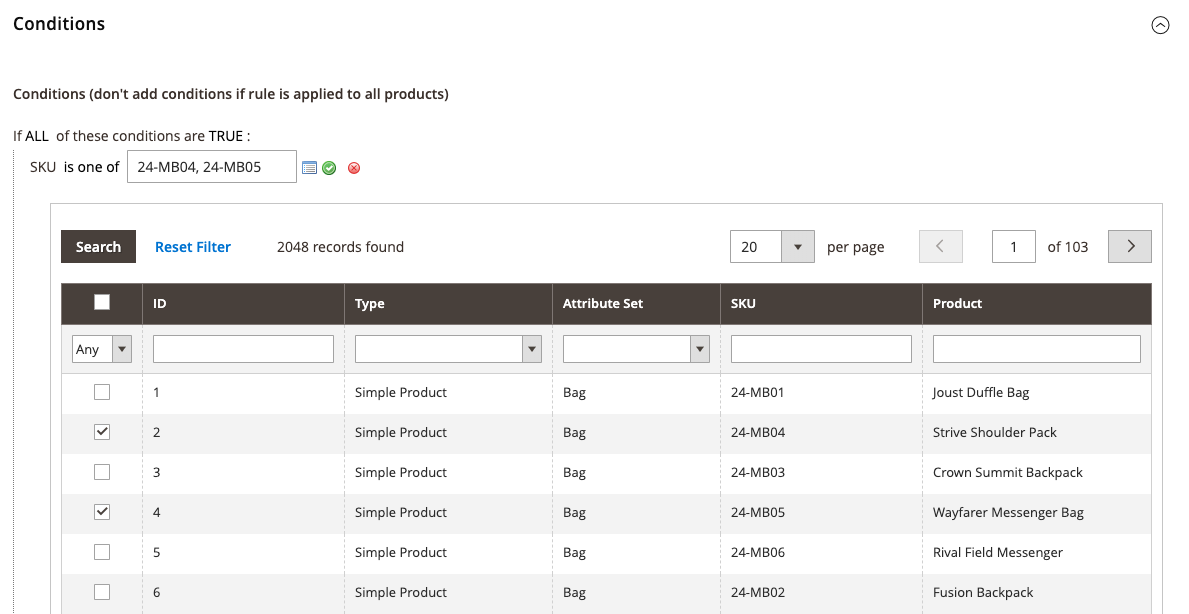 Conditions
Conditions (don't add conditions if rule is applied to all products)
If ALL of these conditions are TRUE :
SKU is one of 24-MB04, 24-MB05
Search Reset Filter 2048 records found 20 per page 1 of 103
ID Type Attribute Set SKU Product
Any
1 Simple Product Bag 24-MB01 Joust Duffle Bag
2 Simple Product Bag 24-MB04 Strive Shoulder Pack
3 Simple Product Bag 24-MB03 Crown Summit Backpack
4 Simple Product Bag 24-MB05 Wayfarer Messenger Bag
5 Simple Product Bag 24-MB06 Rival Field Messenger
6 Simple Product Bag 24-MB02 Fusion Backpack